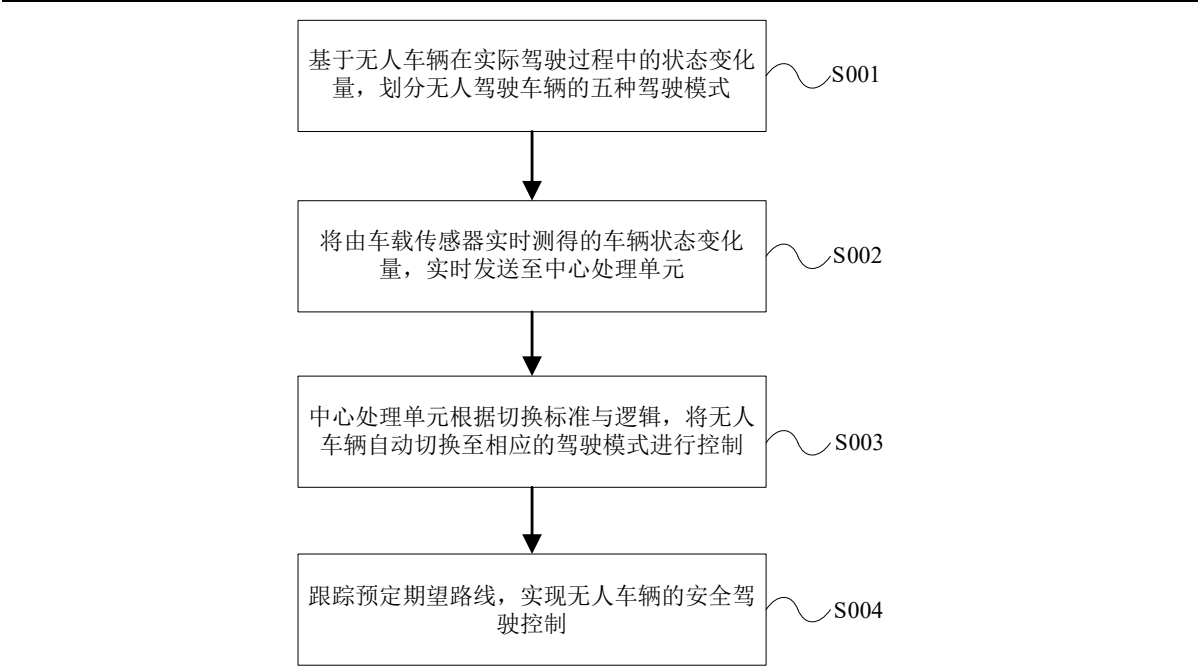 基于无人车辆在实际驾驶过程中的状态变化
量，划分无人驾驶车辆的五种驾驶模式
S001
将由车载传感器实时测得的车辆状态变化
量，实时发送至中心处理单元
S002
中心处理单元根据切换标准与逻辑，将无人
车辆自动切换至相应的驾驶模式进行控制
S003
跟踪预定期望路线，实现无人车辆的安全驾
驶控制
S004